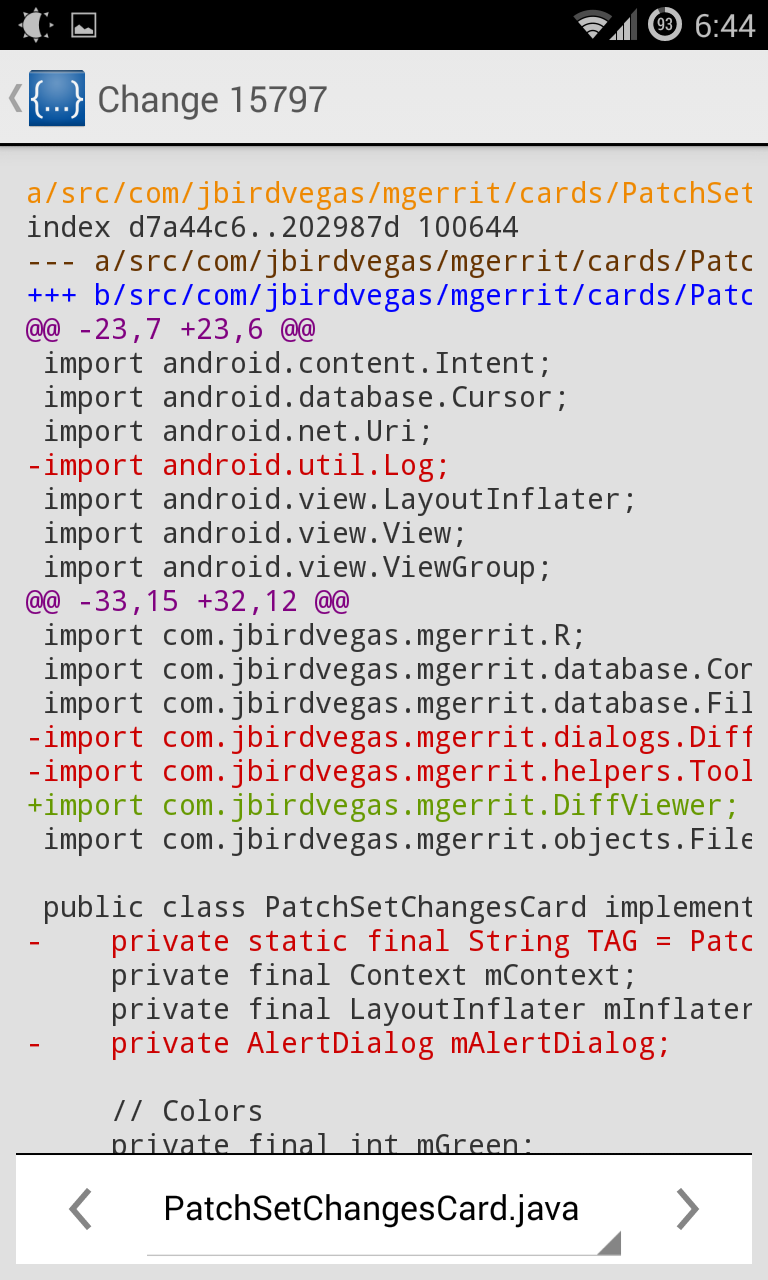 93 6:44
{...} Change 15797
a/src/com/jbirdvegas/mgerrit/cards/PatchSet
index d7a44c6..202987d 100644
--- a/src/com/jbirdvegas/mgerrit/cards/Patc
+++ b/src/com/jbirdvegas/mgerrit/cards/Patc
@@ -23,7 +23,6 @@
 import android.content.Intent;
 import android.database.Cursor;
 import android.net.Uri;
-import android.util.Log;
 import android.view.LayoutInflater;
 import android.view.View;
 import android.view.ViewGroup;
@@ -33,15 +32,12 @@
 import com.jbirdvegas.mgerrit.R;
 import com.jbirdvegas.mgerrit.database.Con
 import com.jbirdvegas.mgerrit.database.Fil
-import com.jbirdvegas.mgerrit.dialogs.Diff
-import com.jbirdvegas.mgerrit.helpers.Tool
+import com.jbirdvegas.mgerrit.DiffViewer;
 import com.jbirdvegas.mgerrit.objects.File
 public class PatchSetChangesCard implement
-    private static final String TAG = Patc
     private final Context mContext;
     private final LayoutInflater mInflater
-    private AlertDialog mAlertDialog;
     // Colors
     private final int mGreen;
PatchSetChangesCard.java